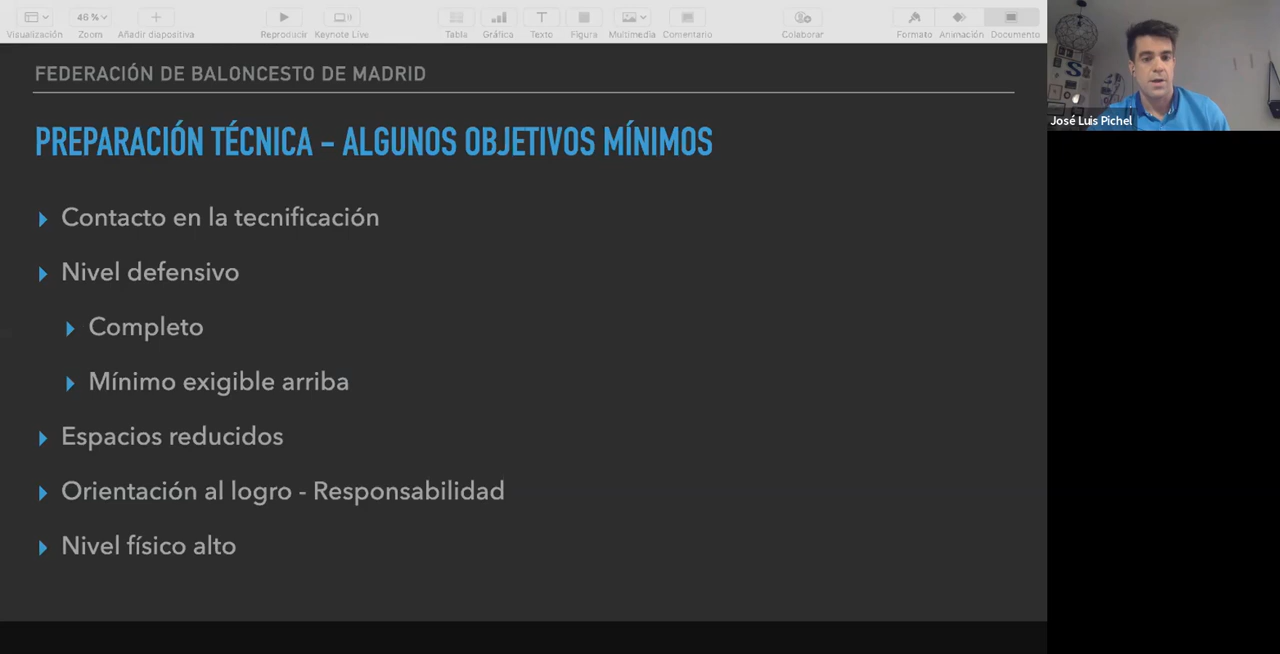 Visualización
46 %
Zoom
Añadir diapositiva
Reproducir
Keynote Live
Tabla
Gráfica
Texto
Figura
Multimedia
Comentario
Colaborar
Formato
Animación
Documento
FEDERACIÓN DE BALONCESTO DE MADRID
PREPARACIÓN TÉCNICA - ALGUNOS OBJETIVOS MÍNIMOS
Contacto en la tecnificación
Nivel defensivo
Completo
Mínimo exigible arriba
Espacios reducidos
Orientación al logro - Responsabilidad
Nivel físico alto
José Luis Pichel